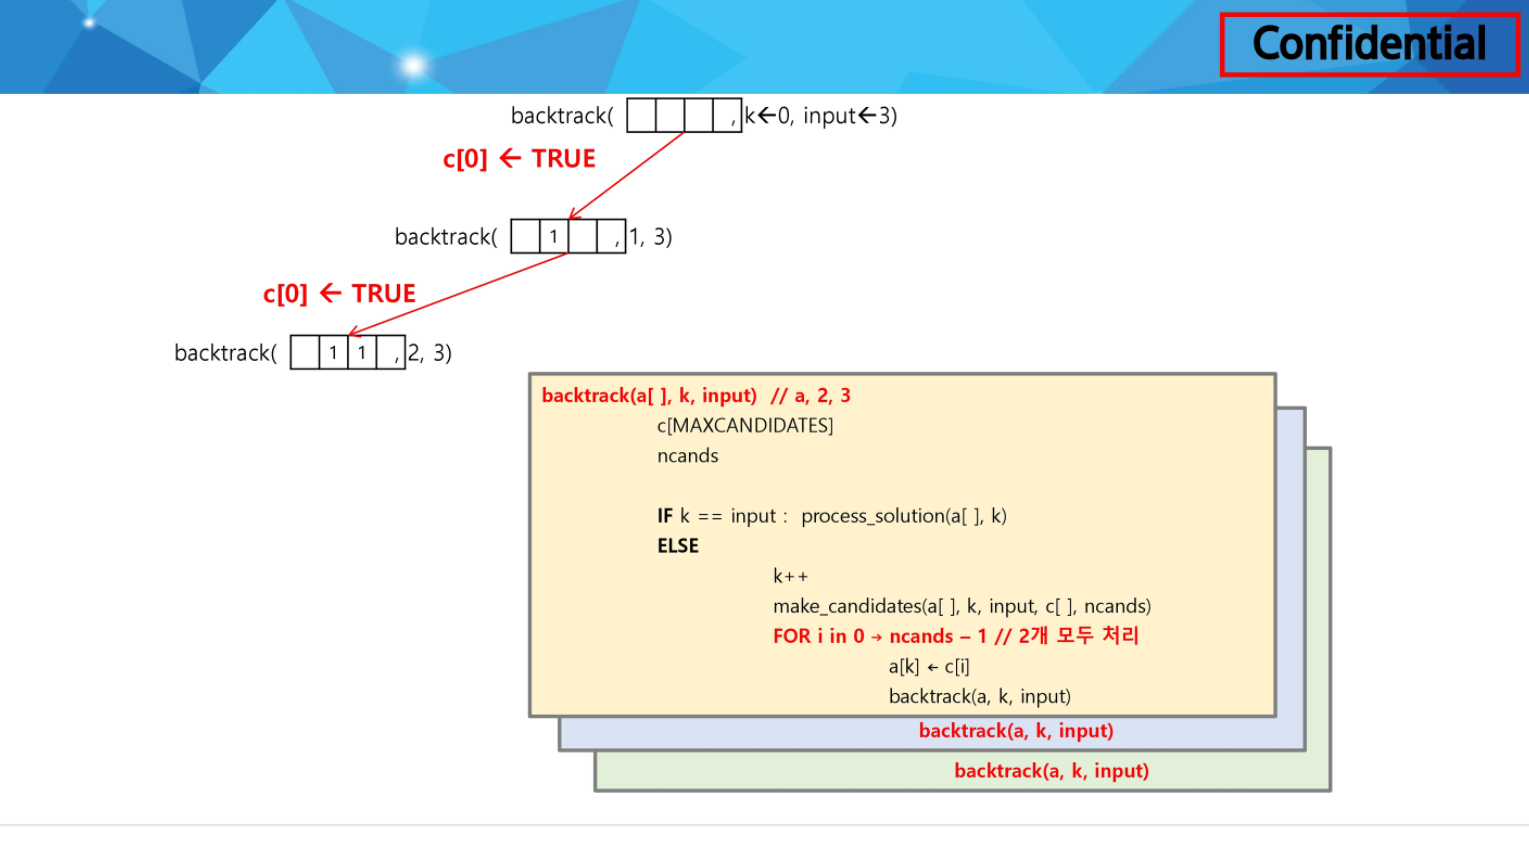 Confidential
backtrack( , k←0, input←3)
c[0] ← TRUE
backtrack( 1 , 1, 3)
c[0] ← TRUE
backtrack( 1 1 , 2, 3)
backtrack(a[ ], k, input) // a, 2, 3
c[MAXCANDIDATES]
ncands
IF k == input : process_solution(a[ ], k)
ELSE
k++
make_candidates(a[ ], k, input, c[ ], ncands)
FOR i in 0 → ncands – 1 // 2개 모두 처리
a[k] ← c[i]
backtrack(a, k, input)
backtrack(a, k, input)
backtrack(a, k, input)